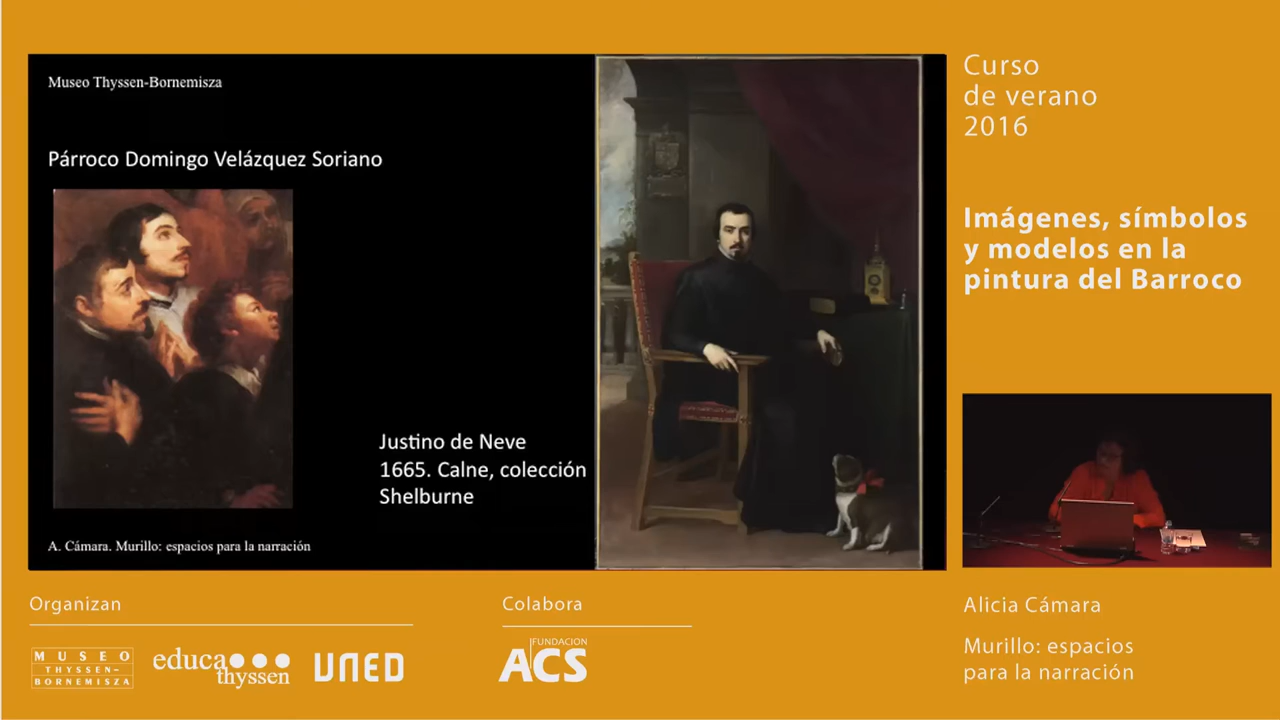 Museo Thyssen-Bornemisza
Párroco Domingo Velázquez Soriano
Justino de Neve
1665. Calne, colección
Shelburne
A. Cámara. Murillo: espacios para la narración
Curso
de verano
2016
Imágenes, símbolos
y modelos en la
pintura del Barroco
Alicia Cámara
Murillo: espacios
para la narración
Organizan
MUSEO
THYSSEN-
BORNEMISZA
educa
thyssen
UNED
Colabora
FUNDACION
ACS